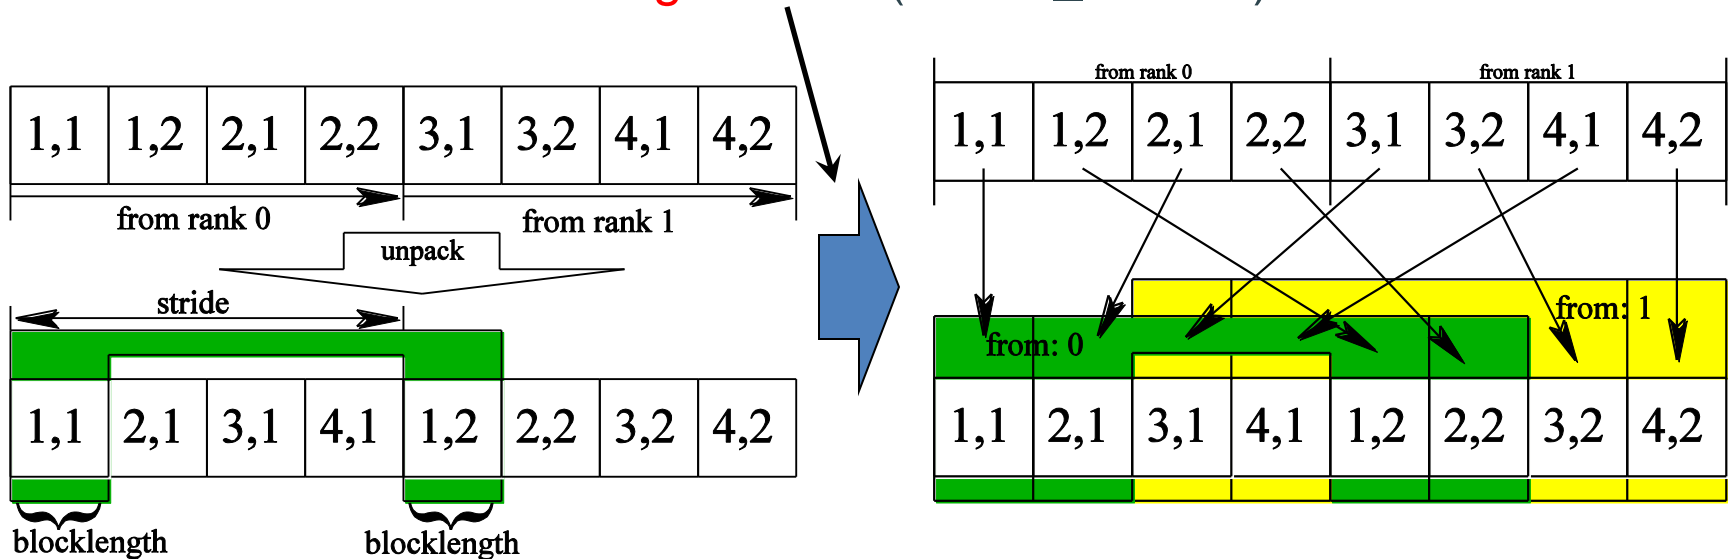 1,1 1,2 2,1 2,2 3,1 3,2 4,1 4,2
from rank 0 from rank 1
unpack
stride
1,1 2,1 3,1 4,1 1,2 2,2 3,2 4,2
blocklength blocklength
from rank 0 from rank 1
1,1 1,2 2,1 2,2 3,1 3,2 4,1 4,2
from: 1
from: 0
1,1 2,1 3,1 4,1 1,2 2,2 3,2 4,2